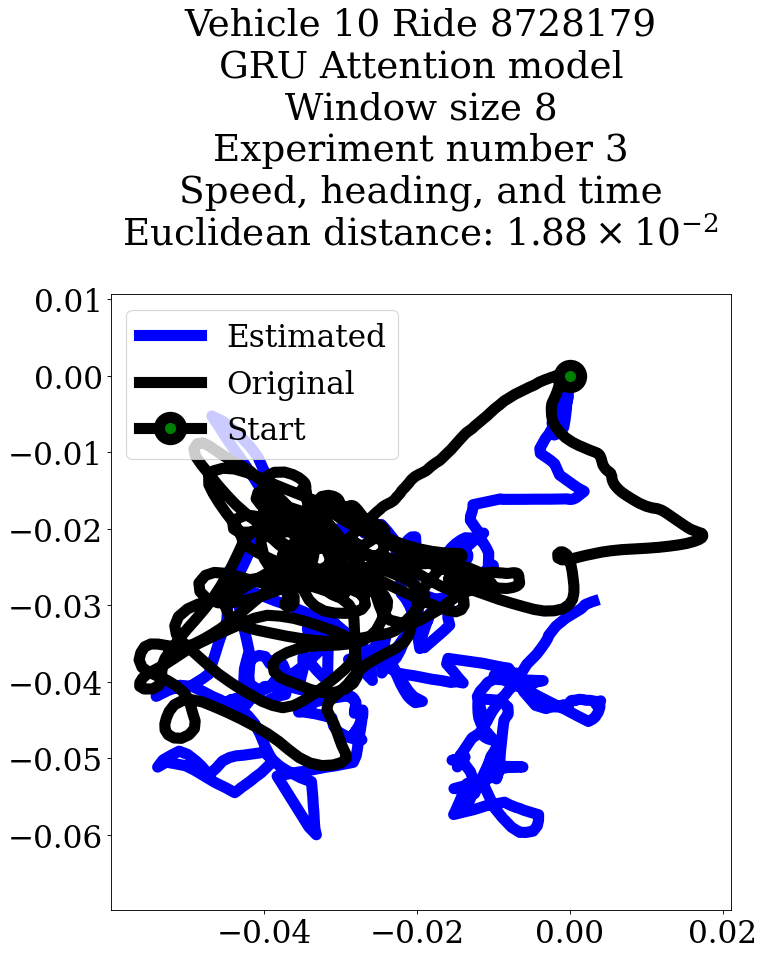 Vehicle 10 Ride 8728179
GRU Attention model
Window size 8
Experiment number 3
Speed, heading, and time
Euclidean distance: 1.88 × 10⁻²
Estimated
Original
Start
0.01
0.00
−0.01
−0.02
−0.03
−0.04
−0.05
−0.06
−0.04
−0.02
0.00
0.02